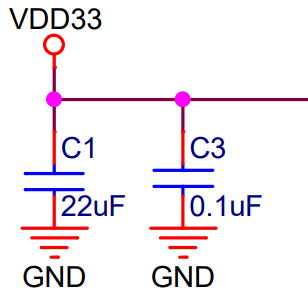 VDD33
C1
C3
22uF
0.1uF
GND
GND